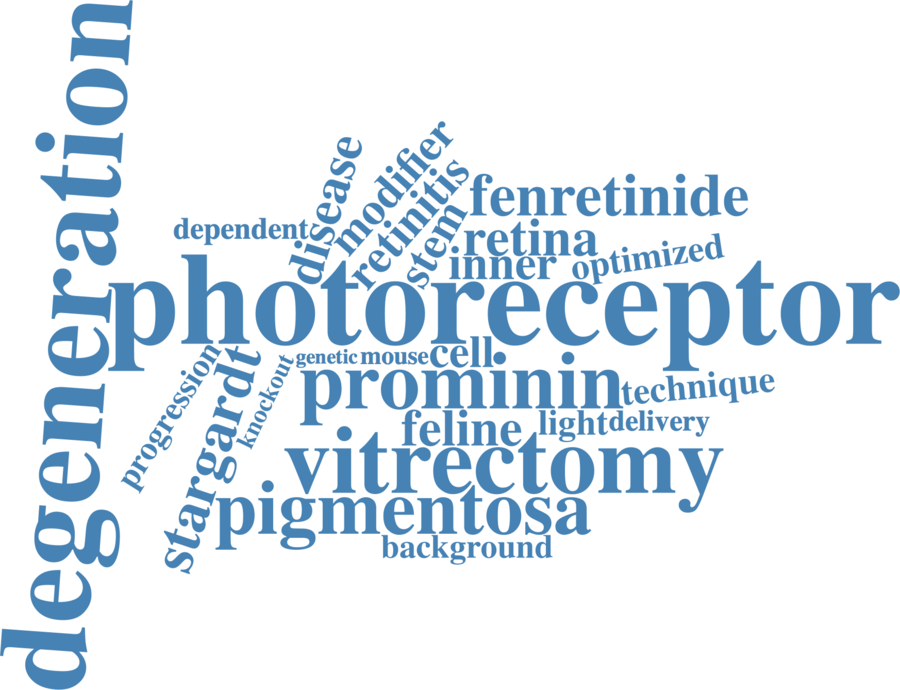 degeneration
disease
modifier
retinitis
stem
fenretinide
dependent
retina
inner
optimized
photoreceptor
progression
stargardt
knockout
genetic
mouse
cell
prominin
technique
feline
light
delivery
vitrectomy
pigmentosa
background